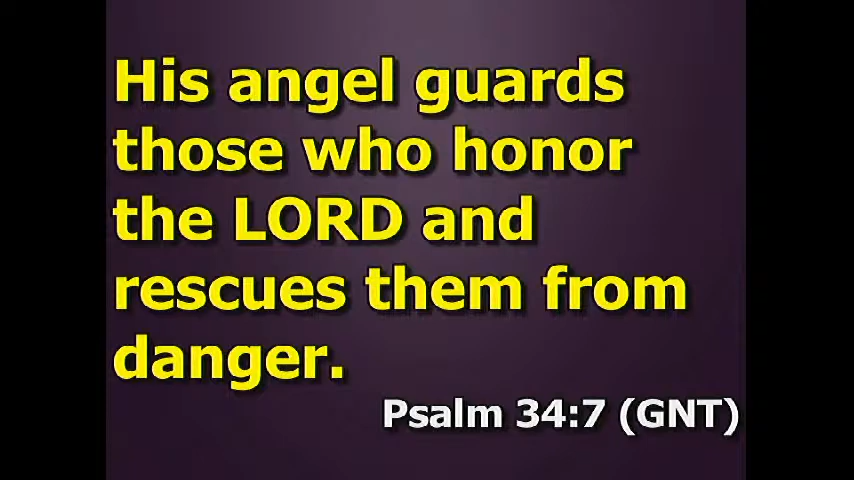 His angel guards
those who honor
the LORD and
rescues them from
danger.
Psalm 34:7 (GNT)